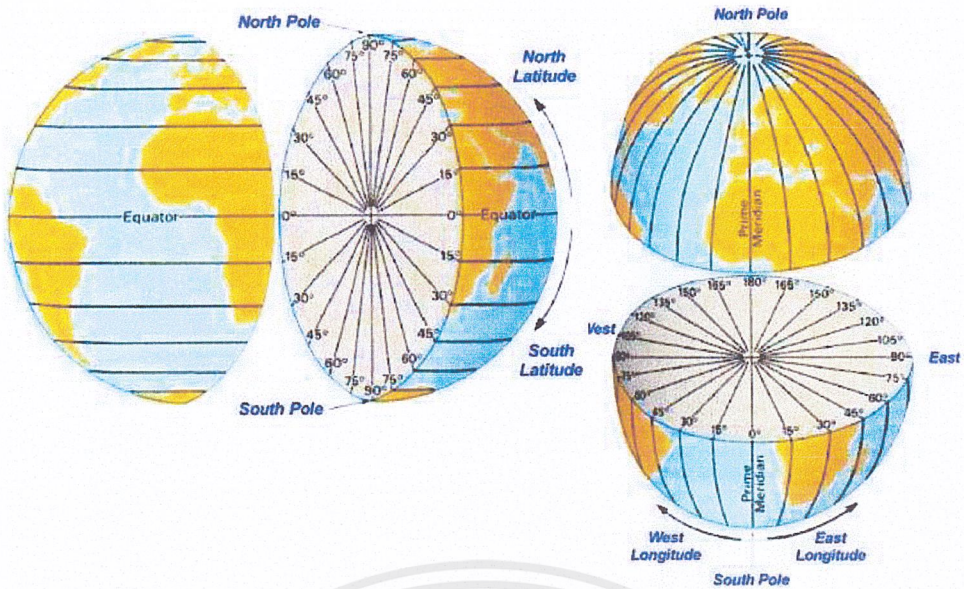 North Pole
90°
75° 75°
60° 60°
45° 45°
30° 30°
15° 15°
0° 0°
Equator
Equator
15° 15°
30° 30°
45° 45°
60° 60°
75° 75°
90°
South Pole
North
Latitude
South
Latitude
North Pole
Prime
Meridian
180°
165° 165°
150° 150°
135° 135°
120° 120°
105° 105°
90° 90°
75° 75°
60° 60°
45° 45°
30° 30°
15° 15°
0°
Vest
East
Prime
Meridian
West
Longitude
East
Longitude
South Pole